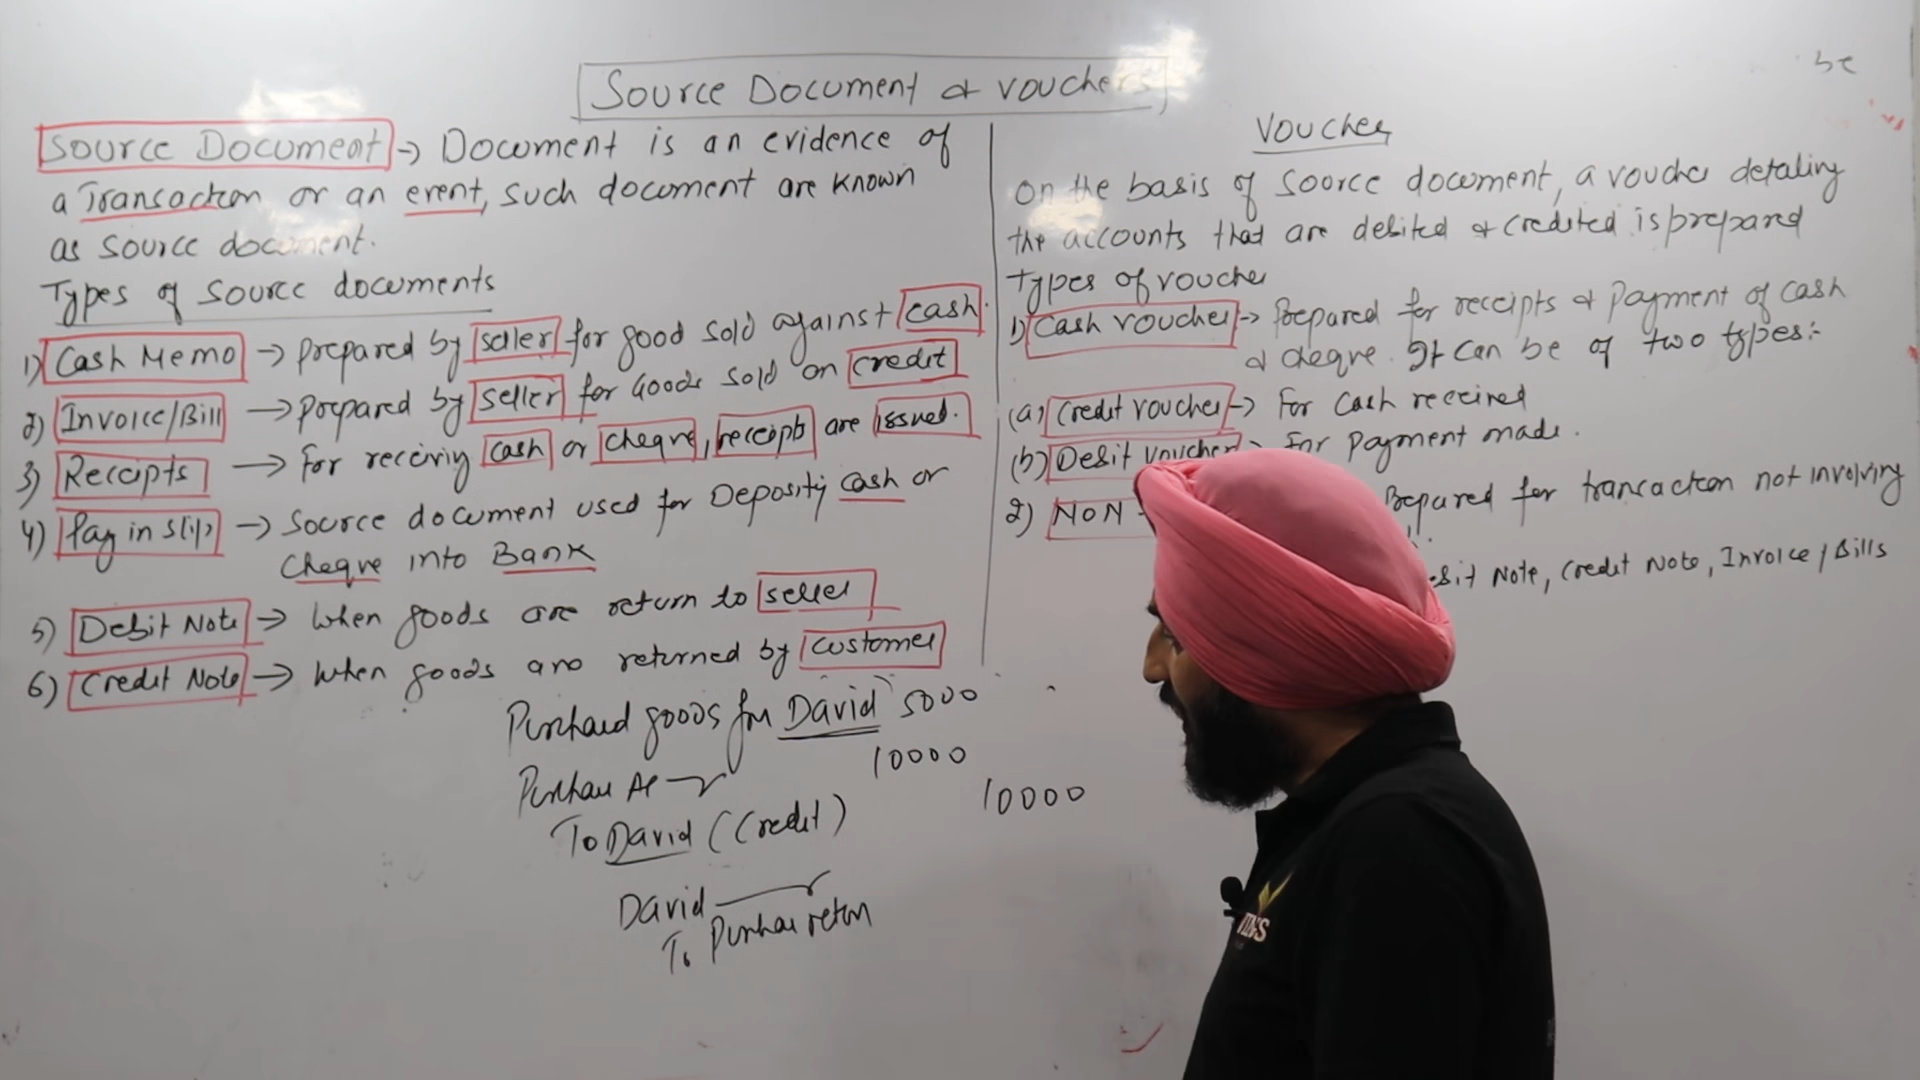 Source Document & Vouchers
Source Document → Document is an evidence of
a Transaction or an event, such document are known
as source document.
Types of source documents
1) Cash Memo → prepared by seller for good sold against cash.
2) Invoice/Bill → prepared by seller for Goods sold on credit
3) Receipts → For receiving cash or cheque, receipts are issued.
4) Pay in slip → Source document used for Depositing cash or
cheque into Bank
5) Debit Note → When goods are return to seller
6) Credit Note → When goods are returned by customer
Purchased goods from David 5000
Purchase Ac 10000
To David (Credit) 10000
David
To Purchase return
Voucher
On the basis of source document, a voucher detailing
the accounts that are debited & credited is prepared
Types of voucher
1) Cash voucher → Prepared for receipts & payment of cash
& cheque. It can be of two types:-
(a) Credit voucher → For cash received
(b) Debit voucher For payment made.
2) NON Prepared for transaction not involving
Note, Credit Note, Invoice / Bills